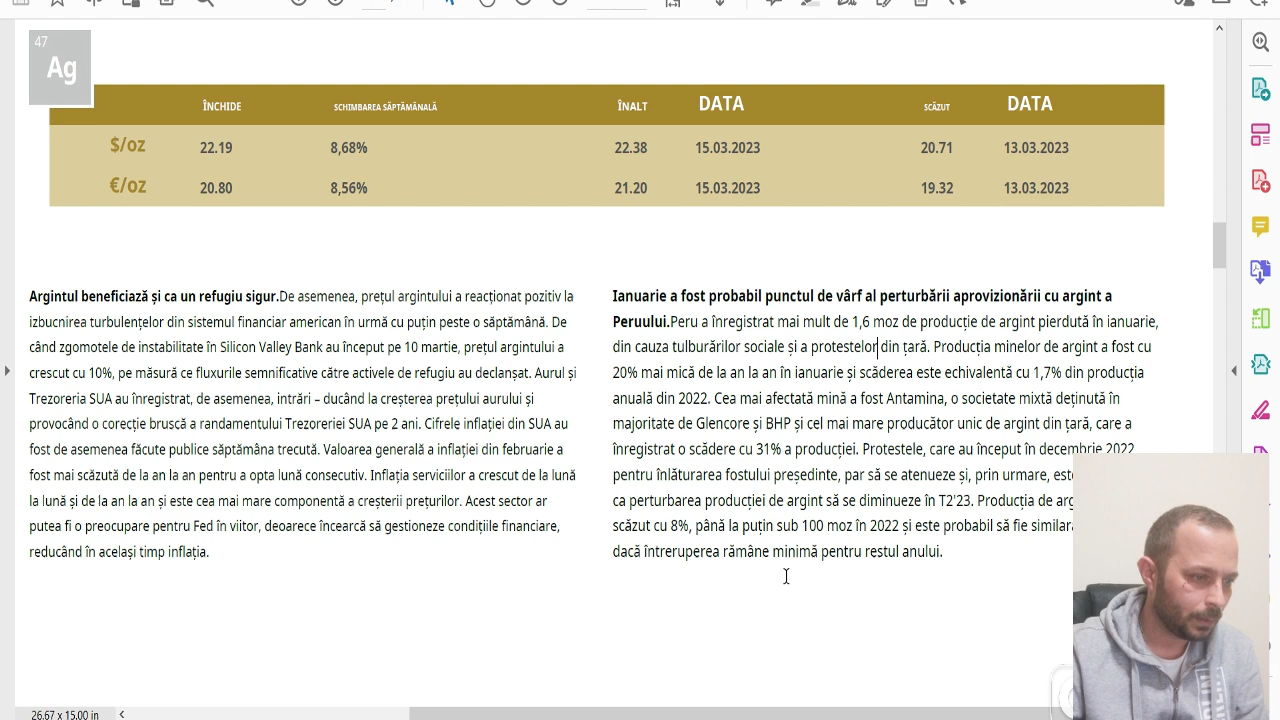 47
Ag
ÎNCHIDE SCHIMBAREA SĂPTĂMÂNALĂ ÎNALT DATA SCĂZUT DATA
$/oz 22.19 8,68% 22.38 15.03.2023 20.71 13.03.2023
€/oz 20.80 8,56% 21.20 15.03.2023 19.32 13.03.2023
Argintul beneficiază și ca un refugiu sigur.De asemenea, prețul argintului a reacționat pozitiv la
izbucnirea turbulențelor din sistemul financiar american în urmă cu puțin peste o săptămână. De
când zgomotele de instabilitate în Silicon Valley Bank au început pe 10 martie, prețul argintului a
crescut cu 10%, pe măsură ce fluxurile semnificative către activele de refugiu au declanșat. Aurul și
Trezoreria SUA au înregistrat, de asemenea, intrări – ducând la creșterea prețului aurului și
provocând o corecție bruscă a randamentului Trezoreriei SUA pe 2 ani. Cifrele inflației din SUA au
fost de asemenea făcute publice săptămâna trecută. Valoarea generală a inflației din februarie a
fost mai scăzută de la an la an pentru a opta lună consecutiv. Inflația serviciilor a crescut de la lună
la lună și de la an la an și este cea mai mare componentă a creșterii prețurilor. Acest sector ar
putea fi o preocupare pentru Fed în viitor, deoarece încearcă să gestioneze condițiile financiare,
reducând în același timp inflația.
Ianuarie a fost probabil punctul de vârf al perturbării aprovizionării cu argint a
Peruului.Peru a înregistrat mai mult de 1,6 moz de producție de argint pierdută în ianuarie,
din cauza tulburărilor sociale și a protestelor din țară. Producția minelor de argint a fost cu
20% mai mică de la an la an în ianuarie și scăderea este echivalentă cu 1,7% din producția
anuală din 2022. Cea mai afectată mină a fost Antamina, o societate mixtă deținută în
majoritate de Glencore și BHP și cel mai mare producător unic de argint din țară, care a
înregistrat o scădere cu 31% a producției. Protestele, care au început în decembrie 2022
pentru înlăturarea fostului președinte, par să se atenueze și, prin urmare, este
ca perturbarea producției de argint să se diminueze în T2'23. Producția de arg
scăzut cu 8%, până la puțin sub 100 moz în 2022 și este probabil să fie similară
dacă întreruperea rămâne minimă pentru restul anului.
26.67 x 15.00 in